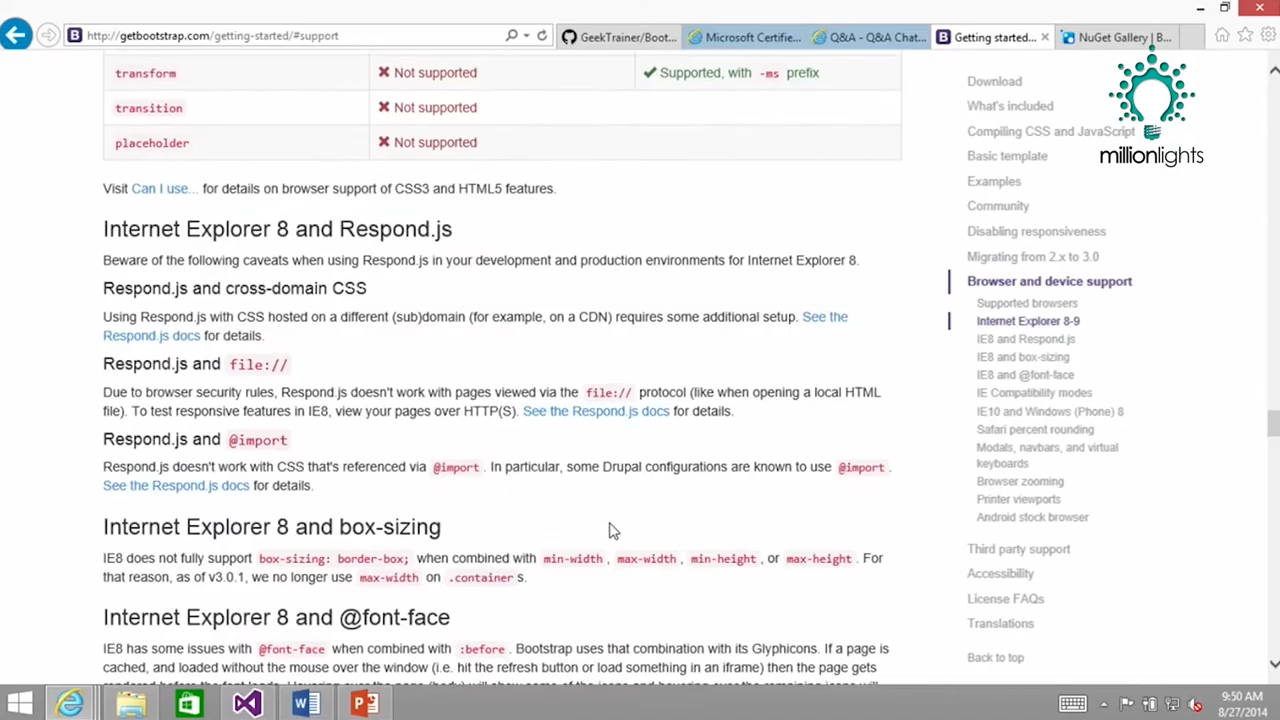 http://getbootstrap.com/getting-started/#support
GeekTrainer/Boot...
Microsoft Certifie...
Q&A - Q&A Chat...
Getting started...
NuGet Gallery | B...
transform
Not supported
Supported, with -ms prefix
transition
Not supported
placeholder
Not supported
Visit Can I use... for details on browser support of CSS3 and HTML5 features.
Internet Explorer 8 and Respond.js
Beware of the following caveats when using Respond.js in your development and production environments for Internet Explorer 8.
Respond.js and cross-domain CSS
Using Respond.js with CSS hosted on a different (sub)domain (for example, on a CDN) requires some additional setup. See the
Respond.js docs for details.
Respond.js and file://
Due to browser security rules, Respond.js doesn't work with pages viewed via the file:// protocol (like when opening a local HTML
file). To test responsive features in IE8, view your pages over HTTP(S). See the Respond.js docs for details.
Respond.js and @import
Respond.js doesn't work with CSS that's referenced via @import. In particular, some Drupal configurations are known to use @import.
See the Respond.js docs for details.
Internet Explorer 8 and box-sizing
IE8 does not fully support box-sizing: border-box; when combined with min-width, max-width, min-height, or max-height. For
that reason, as of v3.0.1, we no longer use max-width on .containers.
Internet Explorer 8 and @font-face
IE8 has some issues with @font-face when combined with :before. Bootstrap uses that combination with its Glyphicons. If a page is
cached, and loaded without the mouse over the window (i.e. hit the refresh button or load something in an iframe) then the page gets
Download
What's included
Compiling CSS and JavaScript
Basic template
Examples
Community
Disabling responsiveness
Migrating from 2.x to 3.0
Browser and device support
Supported browsers
Internet Explorer 8-9
IE8 and Respond.js
IE8 and box-sizing
IE8 and @font-face
IE Compatibility modes
IE10 and Windows (Phone) 8
Safari percent rounding
Modals, navbars, and virtual
keyboards
Browser zooming
Printer viewports
Android stock browser
Third party support
Accessibility
License FAQs
Translations
Back to top
millionlights
9:50 AM
8/27/2014